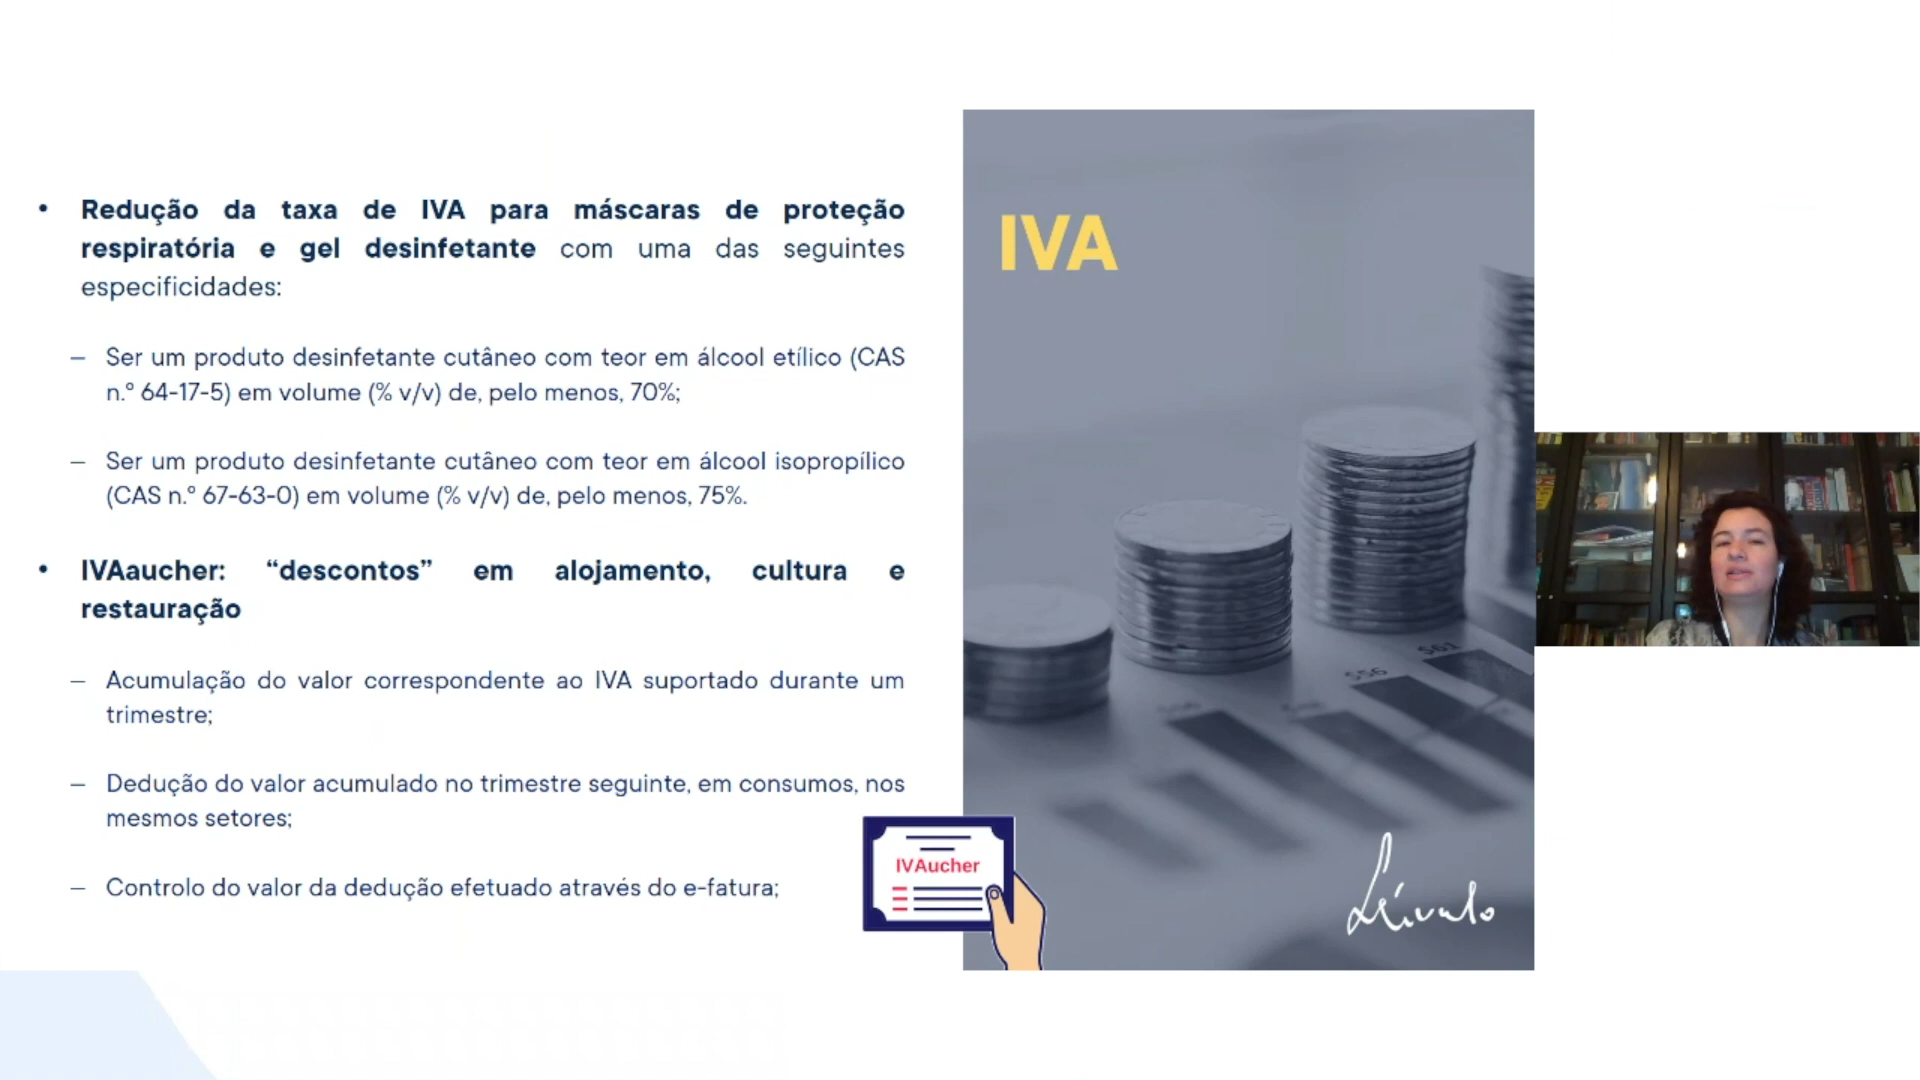 • Redução da taxa de IVA para máscaras de proteção
respiratória e gel desinfetante com uma das seguintes
especificidades:
– Ser um produto desinfetante cutâneo com teor em álcool etílico (CAS
n.º 64-17-5) em volume (% v/v) de, pelo menos, 70%;
– Ser um produto desinfetante cutâneo com teor em álcool isopropílico
(CAS n.º 67-63-0) em volume (% v/v) de, pelo menos, 75%.
• IVAaucher: “descontos” em alojamento, cultura e
restauração
– Acumulação do valor correspondente ao IVA suportado durante um
trimestre;
– Dedução do valor acumulado no trimestre seguinte, em consumos, nos
mesmos setores;
– Controlo do valor da dedução efetuado através do e-fatura;
IVAucher
IVA